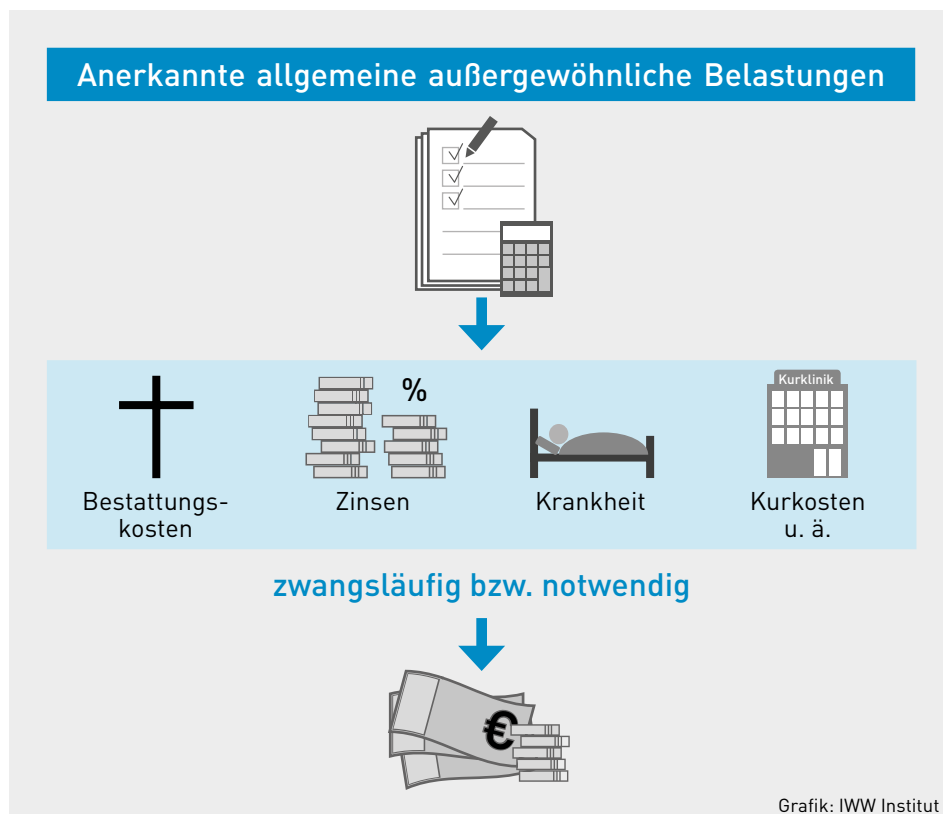 Anerkannte allgemeine außergewöhnliche Belastungen
%
Kurklinik
Bestattungs-
kosten
Zinsen
Krankheit
Kurkosten
u. ä.
zwangsläufig bzw. notwendig
€
Grafik: IWW Institut